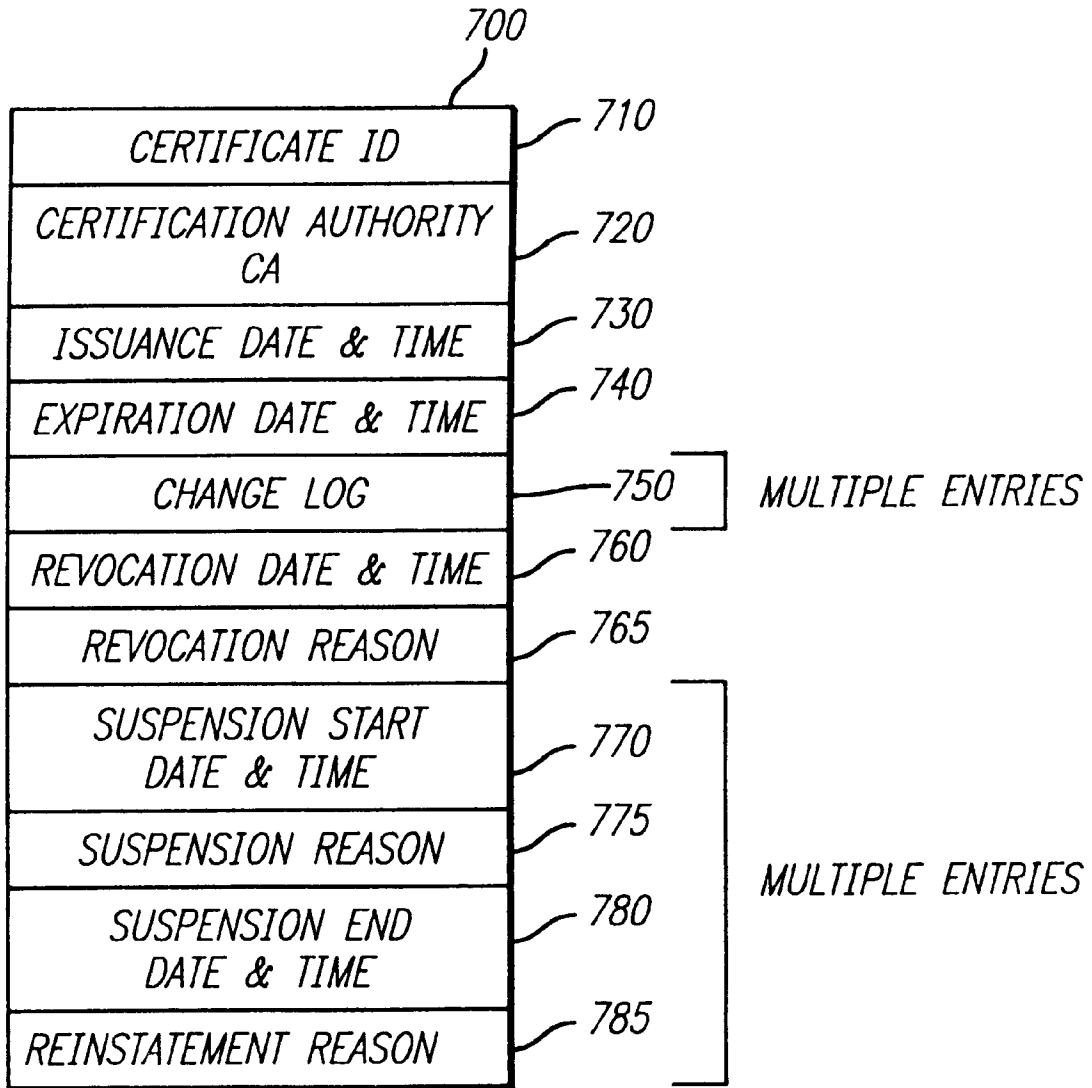 700
CERTIFICATE ID
710
CERTIFICATION AUTHORITY
CA
720
ISSUANCE DATE & TIME
730
EXPIRATION DATE & TIME
740
CHANGE LOG
750
MULTIPLE ENTRIES
REVOCATION DATE & TIME
760
REVOCATION REASON
765
SUSPENSION START
DATE & TIME
770
SUSPENSION REASON
775
MULTIPLE ENTRIES
SUSPENSION END
DATE & TIME
780
REINSTATEMENT REASON
785